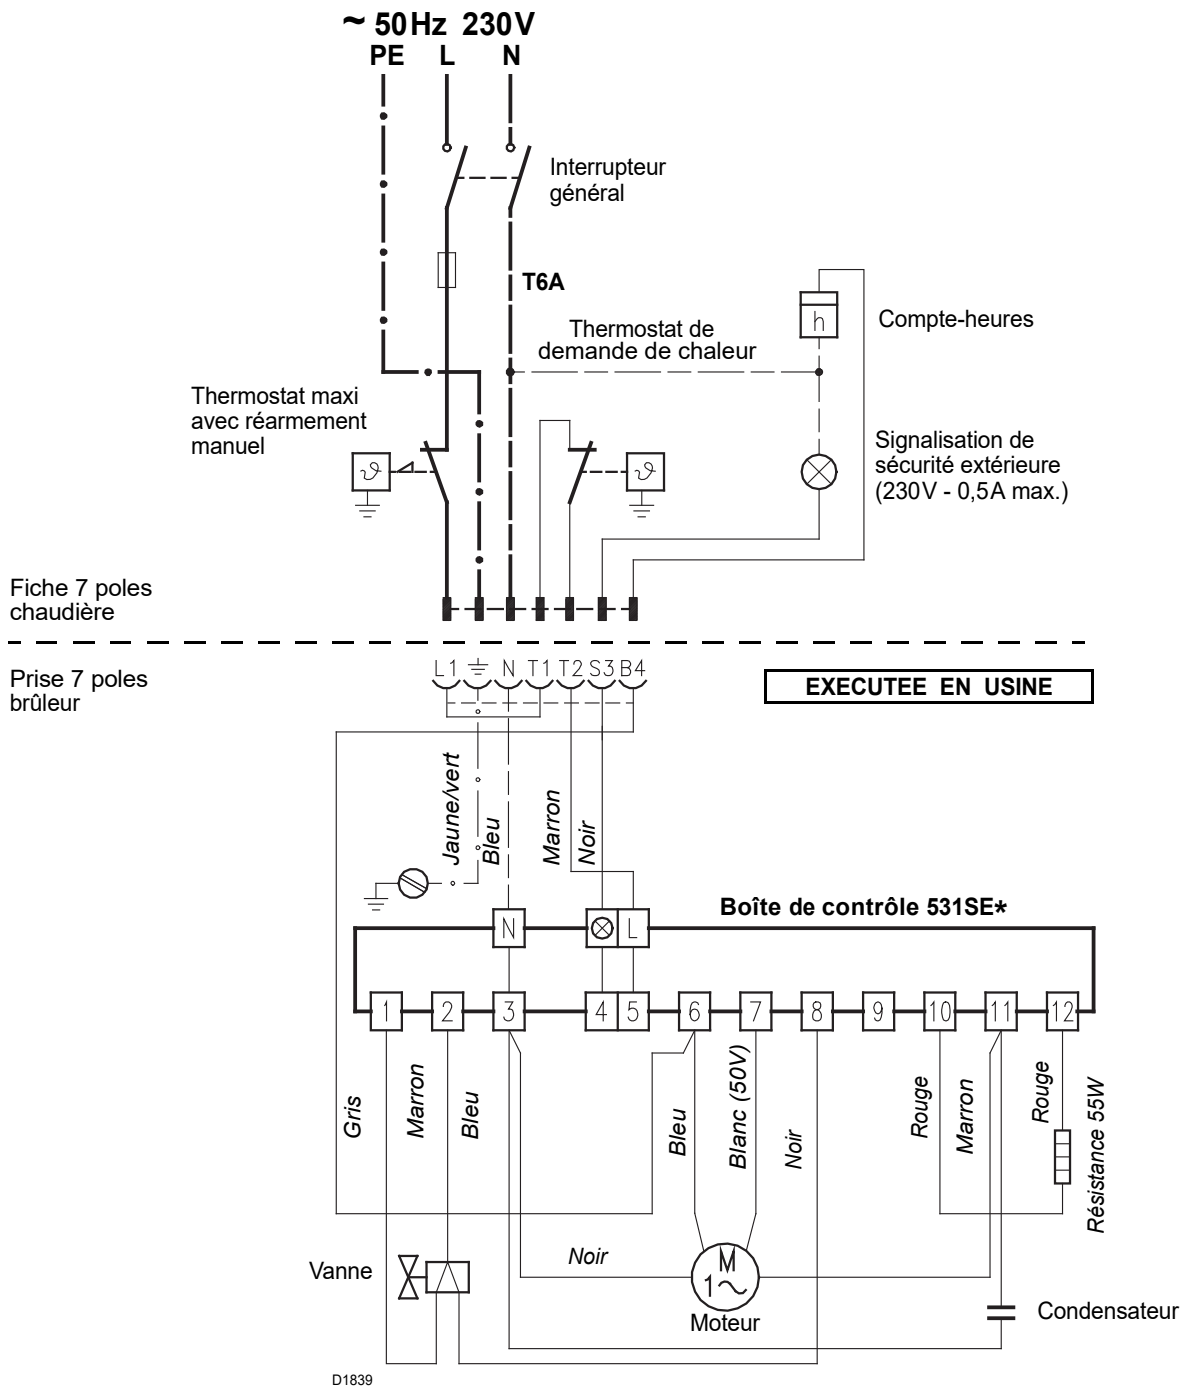 ~ 50Hz 230V
PE L N
Interrupteur
général
T6A
h
Compte-heures
Thermostat de
demande de chaleur
Thermostat maxi
avec réarmement
manuel
Signalisation de
sécurité extérieure
(230V - 0,5A max.)
ϑ
ϑ
Fiche 7 poles
chaudière
Prise 7 poles
brûleur
L1 N T1 T2 S3 B4
EXECUTEE EN USINE
Jaune/vert
Bleu
Marron
Noir
Boîte de contrôle 531SE*
N L
1 2 3 4 5 6 7 8 9 10 11 12
Gris
Marron
Bleu
Bleu
Blanc (50V)
Noir
Rouge
Marron
Rouge
Résistance 55W
Noir
Vanne
M
1~
Moteur
Condensateur
D1839